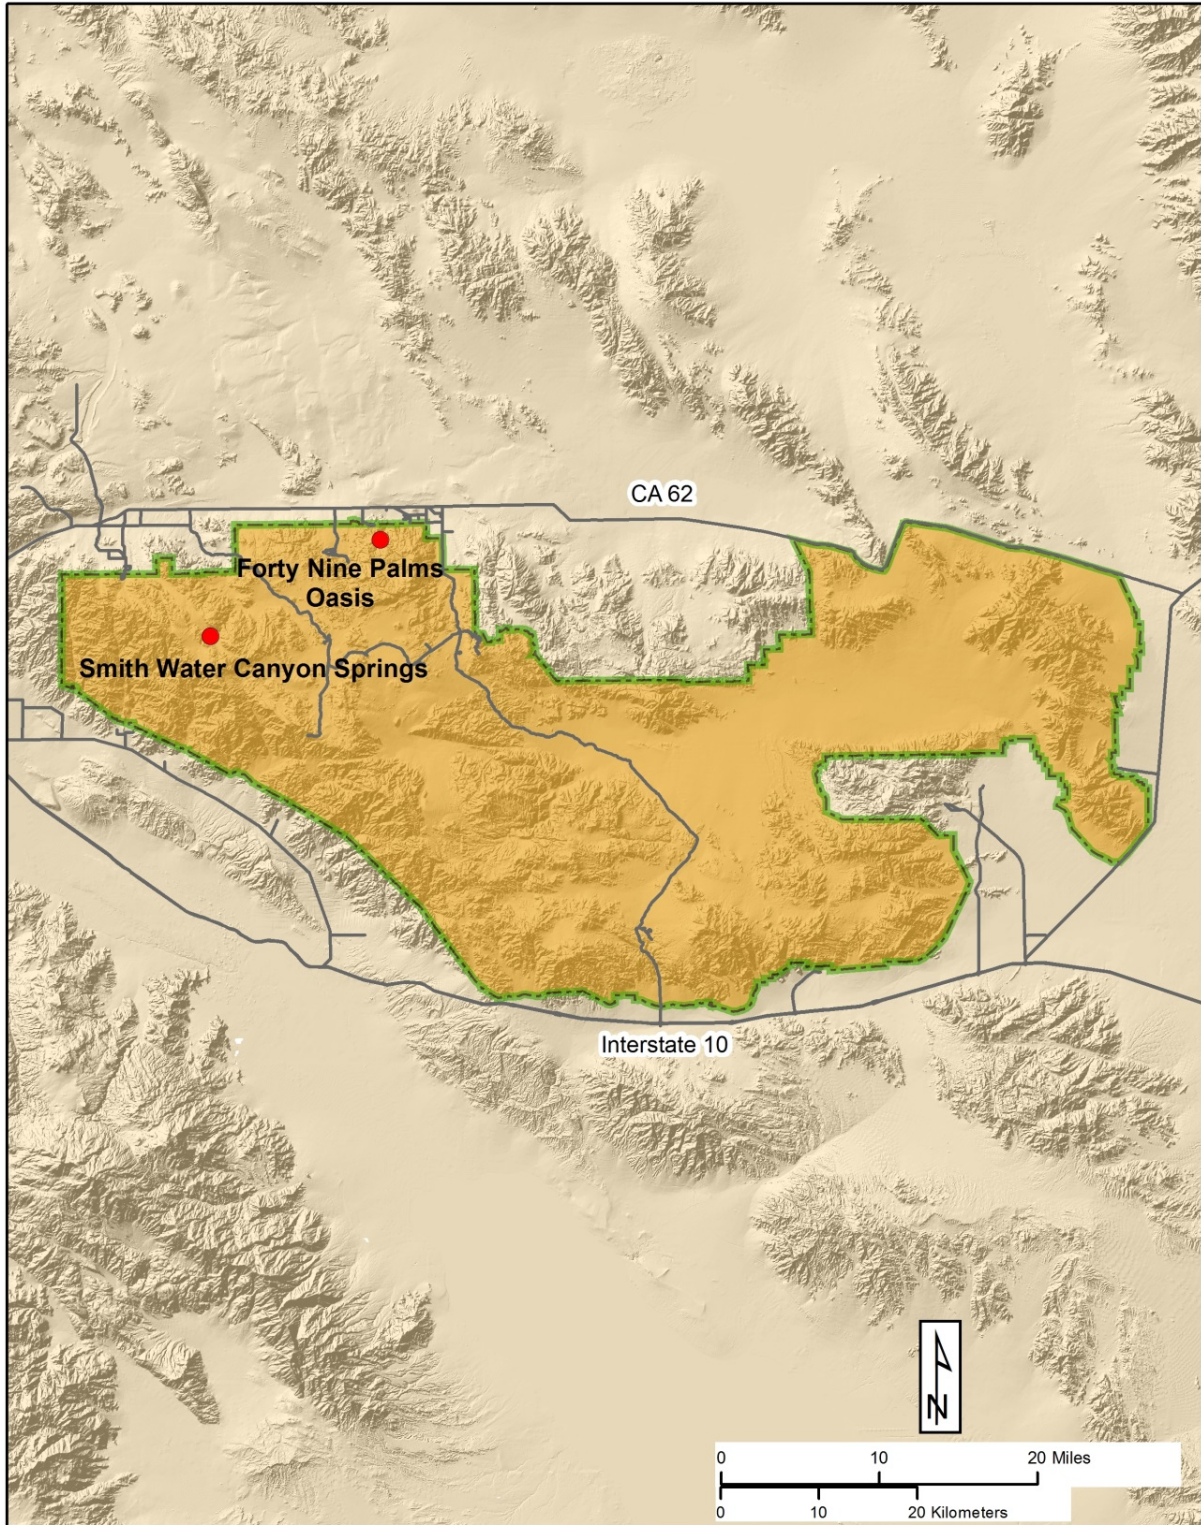 CA 62
Forty Nine Palms
Oasis
Smith Water Canyon Springs
Interstate 10
N
0 10 20 Miles
0 10 20 Kilometers